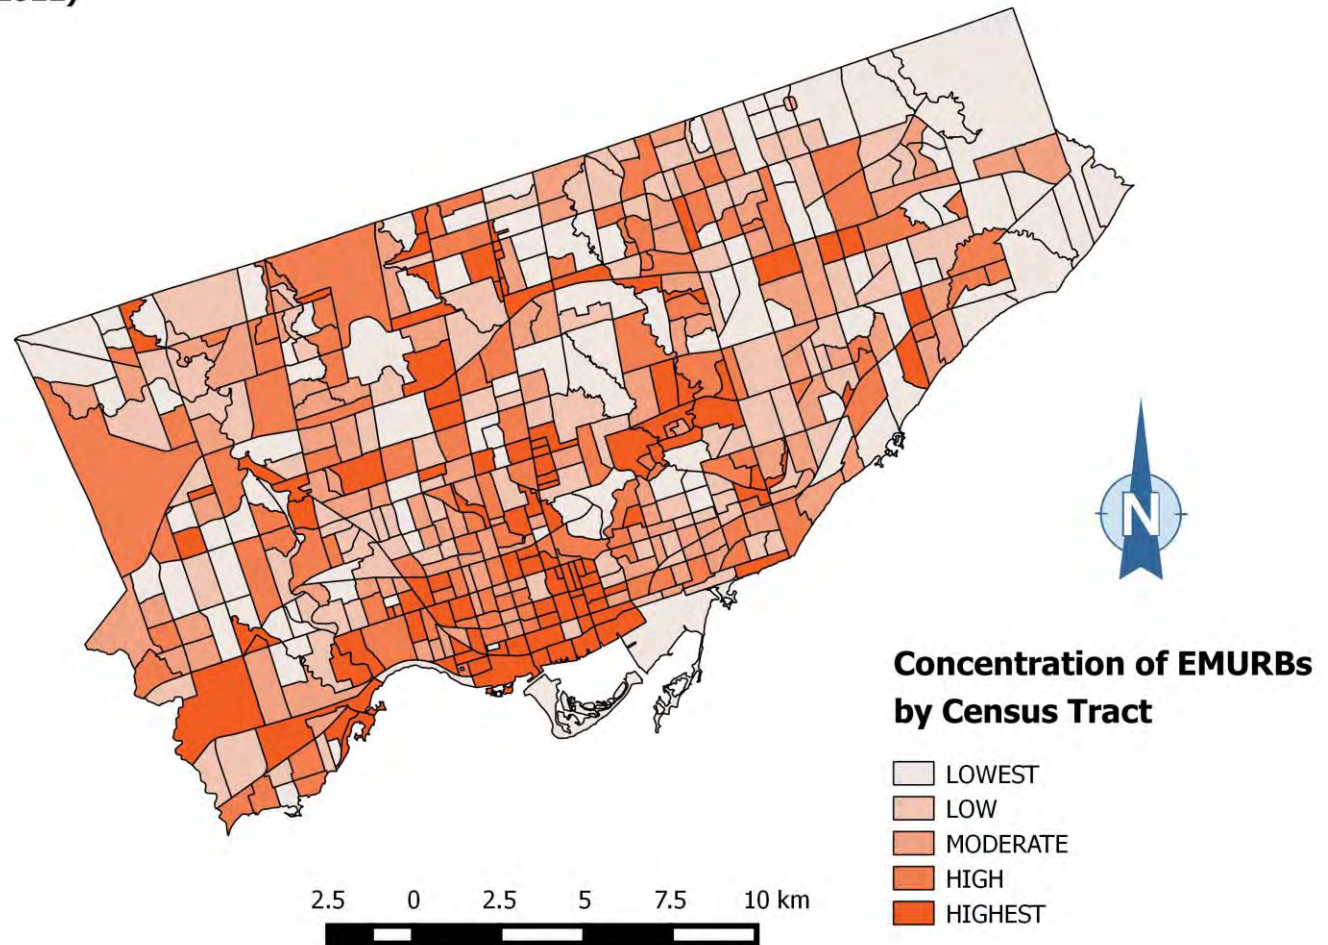 N
Concentration of EMURBs
by Census Tract
LOWEST
LOW
MODERATE
HIGH
HIGHEST
2.5 0 2.5 5 7.5 10 km